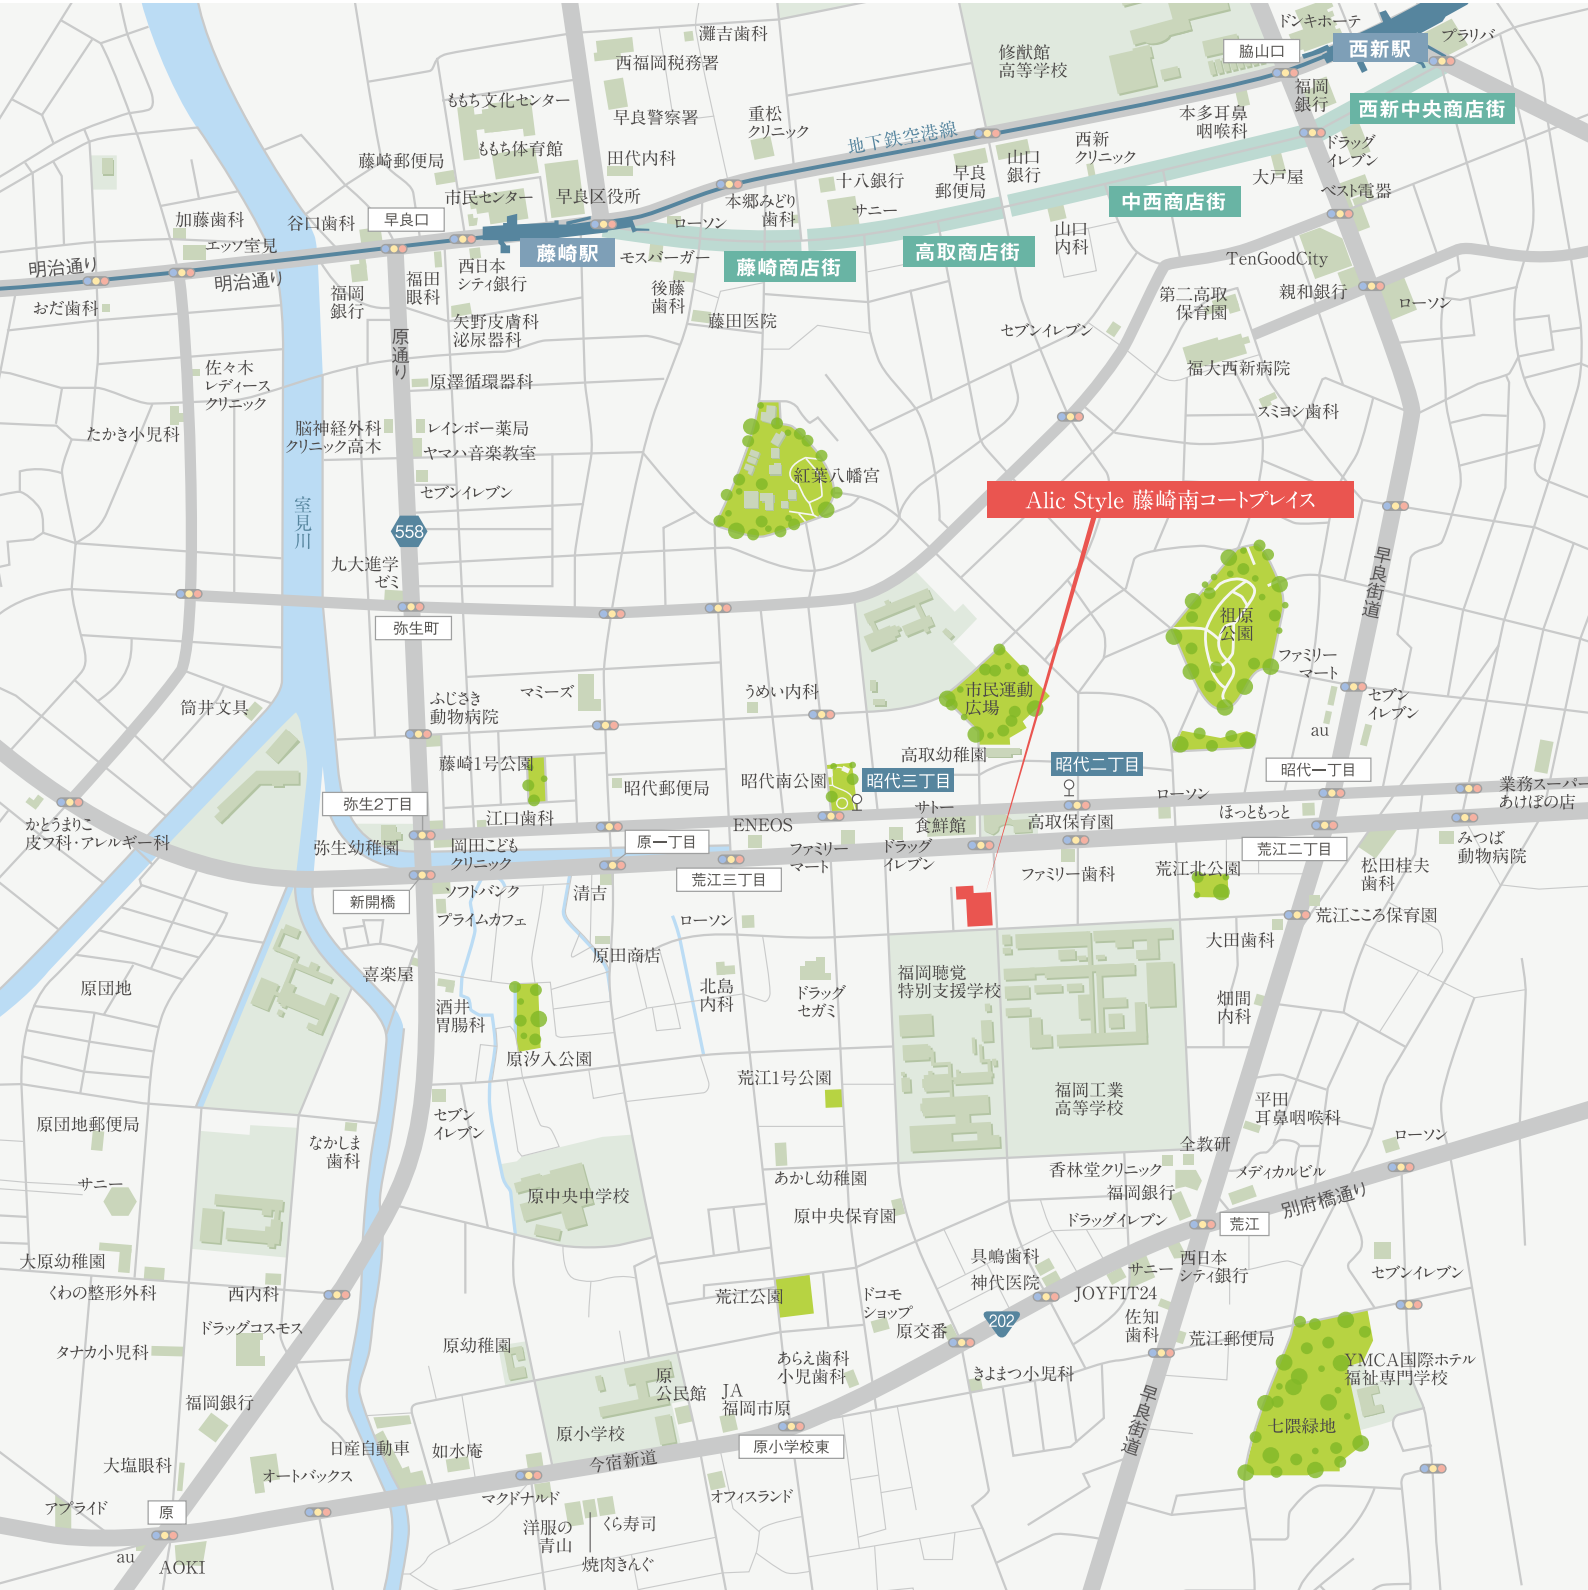 灘吉歯科
西福岡税務署
修猷館
高等学校
ドンキホーテ
脇山口
西新駅
プラリバ
ももち文化センター
早良警察署
重松
クリニック
福岡
銀行
西新中央商店街
本多耳鼻
咽喉科
地下鉄空港線
西新
クリニック
ドラッグ
イレブン
ももち体育館
藤崎郵便局
田代内科
山口
銀行
大戸屋
ベスト電器
十八銀行
早良
郵便局
市民センター
早良区役所
本郷みどり
歯科
サニー
中西商店街
加藤歯科
谷口歯科
早良口
ローソン
山口
内科
エッソ室見
藤崎駅
モスバーガー
藤崎商店街
高取商店街
TenGoodCity
明治通り
明治通り
福田
眼科
西日本
シティ銀行
福岡
銀行
後藤
歯科
親和銀行
ローソン
第二高取
保育園
おだ歯科
矢野皮膚科
泌尿器科
藤田医院
セブンイレブン
原通り
佐々木
レディース
クリニック
原澤循環器科
福大西新病院
スミヨシ歯科
たかき小児科
脳神経外科
クリニック高木
レインボー薬局
ヤマハ音楽教室
セブンイレブン
紅葉八幡宮
Alic Style 藤崎南コートプレイス
室見川
558
九大進学
ゼミ
早良街道
弥生町
祖原
公園
ファミリー
マート
セブン
イレブン
au
筒井文具
ふじさき
動物病院
マミーズ
うめい内科
市民運動
広場
藤崎1号公園
高取幼稚園
昭代二丁目
昭代一丁目
昭代郵便局
昭代南公園
昭代三丁目
業務スーパー
あけぼの店
弥生2丁目
ローソン
ほっともっと
かとうまりこ
皮フ科・アレルギー科
江口歯科
ENEOS
サトー
食鮮館
高取保育園
弥生幼稚園
岡田こども
クリニック
原一丁目
ファミリー
マート
ドラッグ
イレブン
荒江二丁目
みつば
動物病院
荒江三丁目
ファミリー歯科
荒江北公園
松田桂夫
歯科
新開橋
ソフトバンク
清吉
プライムカフェ
ローソン
荒江こころ保育園
大田歯科
原田商店
喜楽屋
原団地
北島
内科
ドラッグ
セガミ
福岡聴覚
特別支援学校
酒井
胃腸科
畑間
内科
原汐入公園
荒江1号公園
福岡工業
高等学校
平田
耳鼻咽喉科
原団地郵便局
セブン
イレブン
なかしま
歯科
全教研
ローソン
サニー
原中央中学校
あかし幼稚園
香林堂クリニック
メディカルビル
福岡銀行
原中央保育園
ドラッグイレブン
荒江
別府橋通り
大原幼稚園
くわの整形外科
西内科
具嶋歯科
神代医院
サニー
西日本
シティ銀行
セブンイレブン
JOYFIT24
荒江公園
ドコモ
ショップ
202
原交番
佐知
歯科
荒江郵便局
ドラッグコスモス
タナカ小児科
原幼稚園
あらえ歯科
小児歯科
きよまつ小児科
YMCA国際ホテル
福祉専門学校
原
公民館
JA
福岡市原
早良街道
七隈緑地
福岡銀行
原小学校
日産自動車
如水庵
今宿新道
原小学校東
大塩眼科
オートバックス
マクドナルド
オフィスランド
アプライド
原
洋服の
青山
くら寿司
焼肉きんぐ
au
AOKI